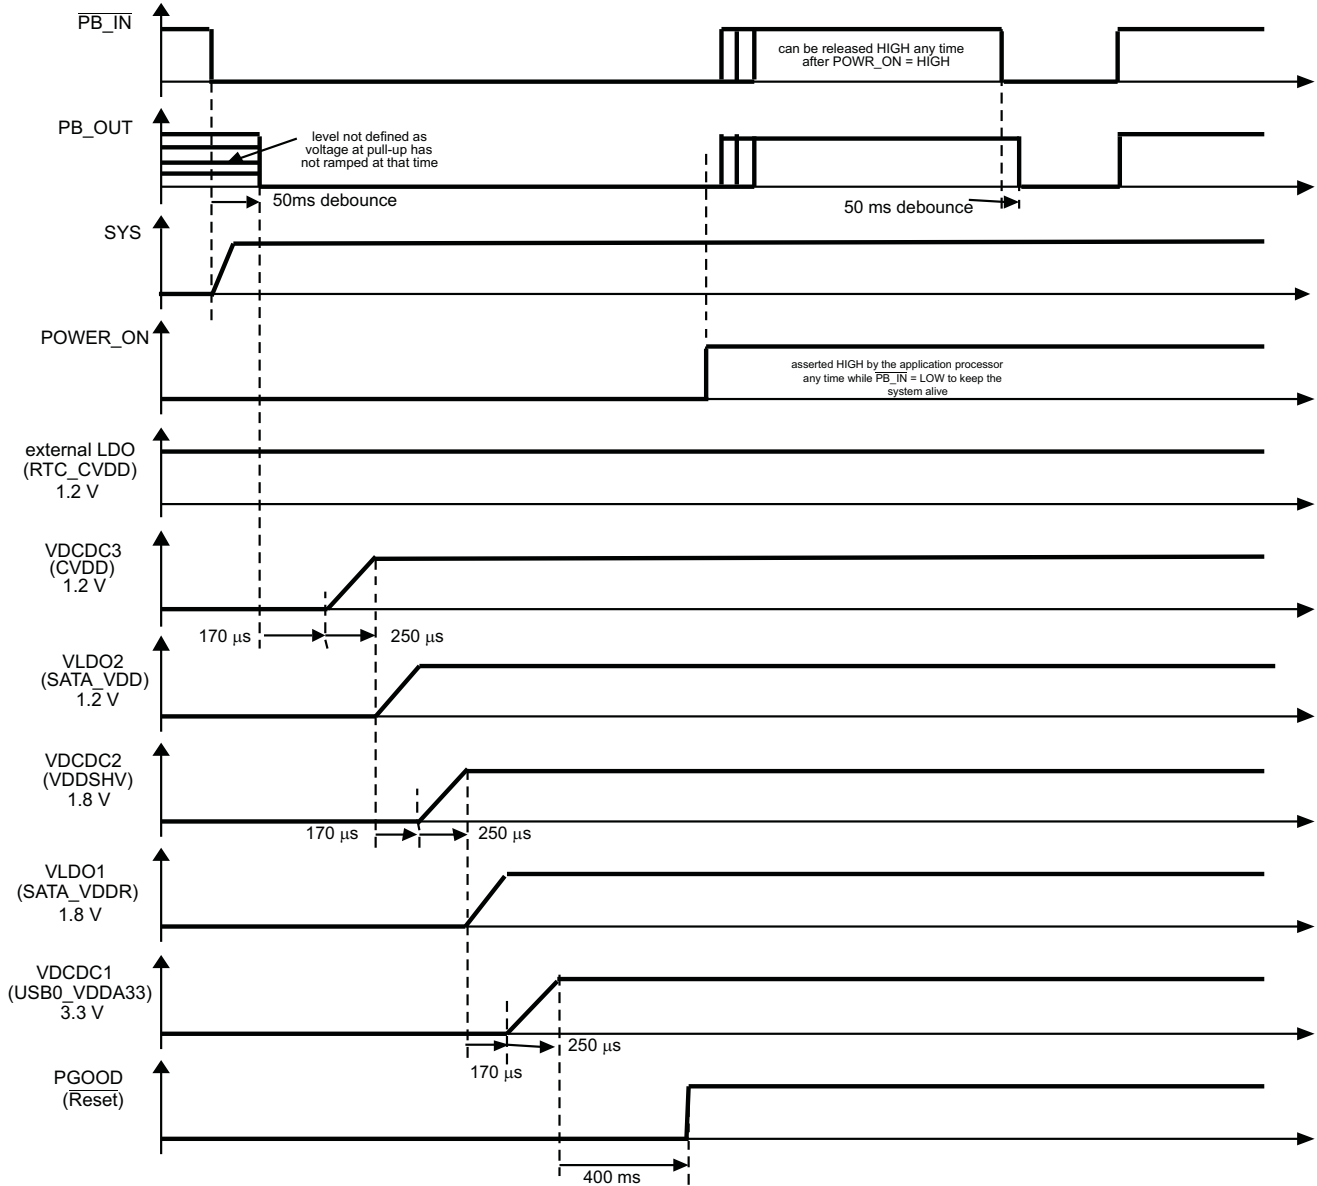 PB_IN
can be released HIGH any time
after POWR_ON = HIGH
PB_OUT
level not defined as
voltage at pull-up has
not ramped at that time
50ms debounce
50 ms debounce
SYS
POWER_ON
asserted HIGH by the application processor
any time while PB_IN = LOW to keep the
system alive
external LDO
(RTC_CVDD)
1.2 V
VDCDC3
(CVDD)
1.2 V
170 μs
250 μs
VLDO2
(SATA_VDD)
1.2 V
VDCDC2
(VDDSHV)
1.8 V
170 μs
250 μs
VLDO1
(SATA_VDDR)
1.8 V
VDCDC1
(USB0_VDDA33)
3.3 V
250 μs
170 μs
PGOOD
(Reset)
400 ms